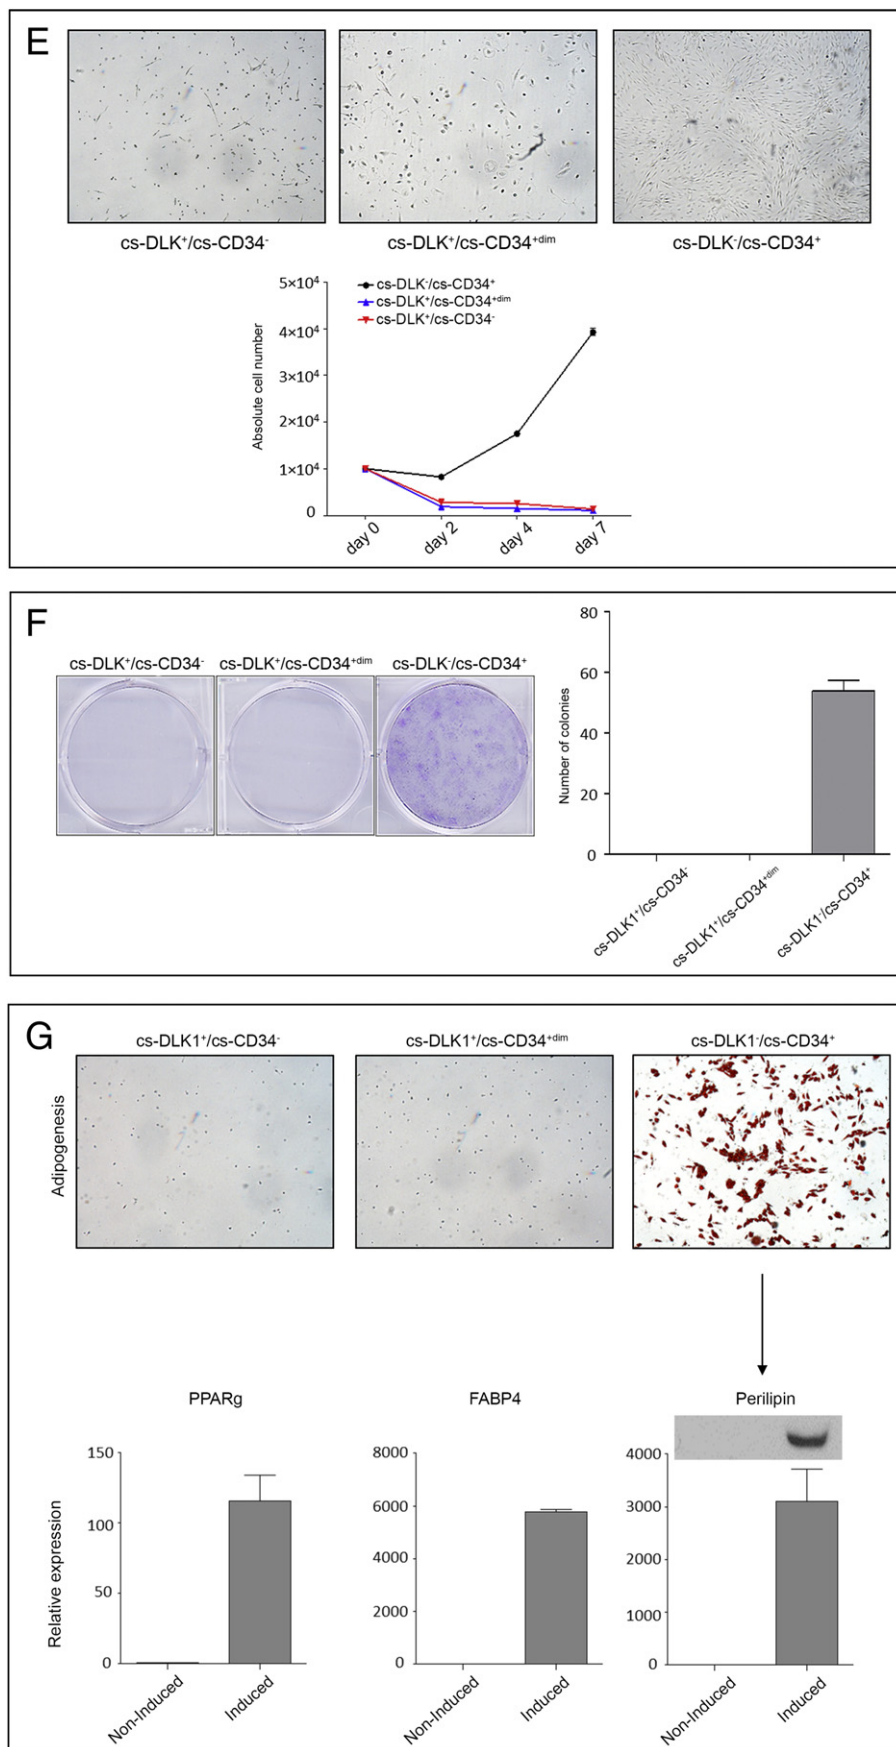 E
cs-DLK⁺/cs-CD34⁻
cs-DLK⁺/cs-CD34⁺ᵈⁱᵐ
cs-DLK⁻/cs-CD34⁺
5×10⁴
4×10⁴
3×10⁴
2×10⁴
1×10⁴
0
Absolute cell number
cs-DLK⁻/cs-CD34⁺
cs-DLK⁺/cs-CD34⁺ᵈⁱᵐ
cs-DLK⁺/cs-CD34⁻
day 0
day 2
day 4
day 7
F
cs-DLK⁺/cs-CD34⁻
cs-DLK⁺/cs-CD34⁺ᵈⁱᵐ
cs-DLK⁻/cs-CD34⁺
80
60
40
20
0
Number of colonies
cs-DLK1⁺/cs-CD34⁻
cs-DLK1⁺/cs-CD34⁺ᵈⁱᵐ
cs-DLK1⁻/cs-CD34⁺
G
cs-DLK1⁺/cs-CD34⁻
cs-DLK1⁺/cs-CD34⁺ᵈⁱᵐ
cs-DLK1⁻/cs-CD34⁺
Adipogenesis
PPARg
FABP4
Perilipin
Relative expression
150
100
50
0
Non-Induced
Induced
8000
6000
4000
2000
0
Non-Induced
Induced
4000
3000
2000
1000
0
Non-Induced
Induced